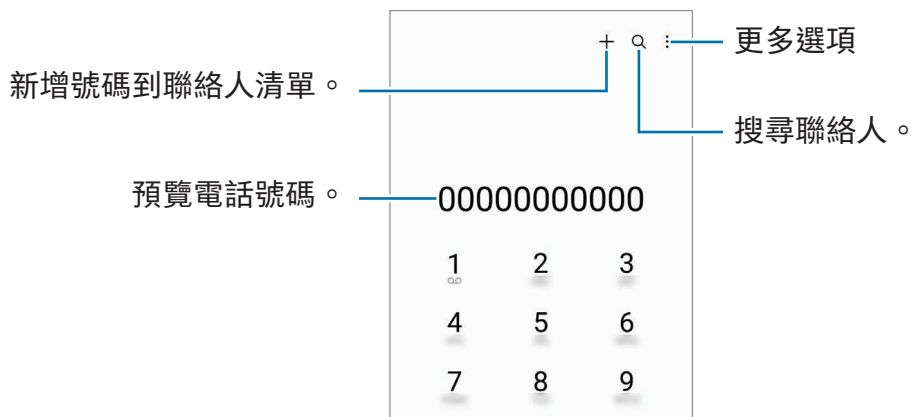 更多選項
新增號碼到聯絡人清單。
搜尋聯絡人。
預覽電話號碼。
00000000000
1 2 3
4 5 6
7 8 9